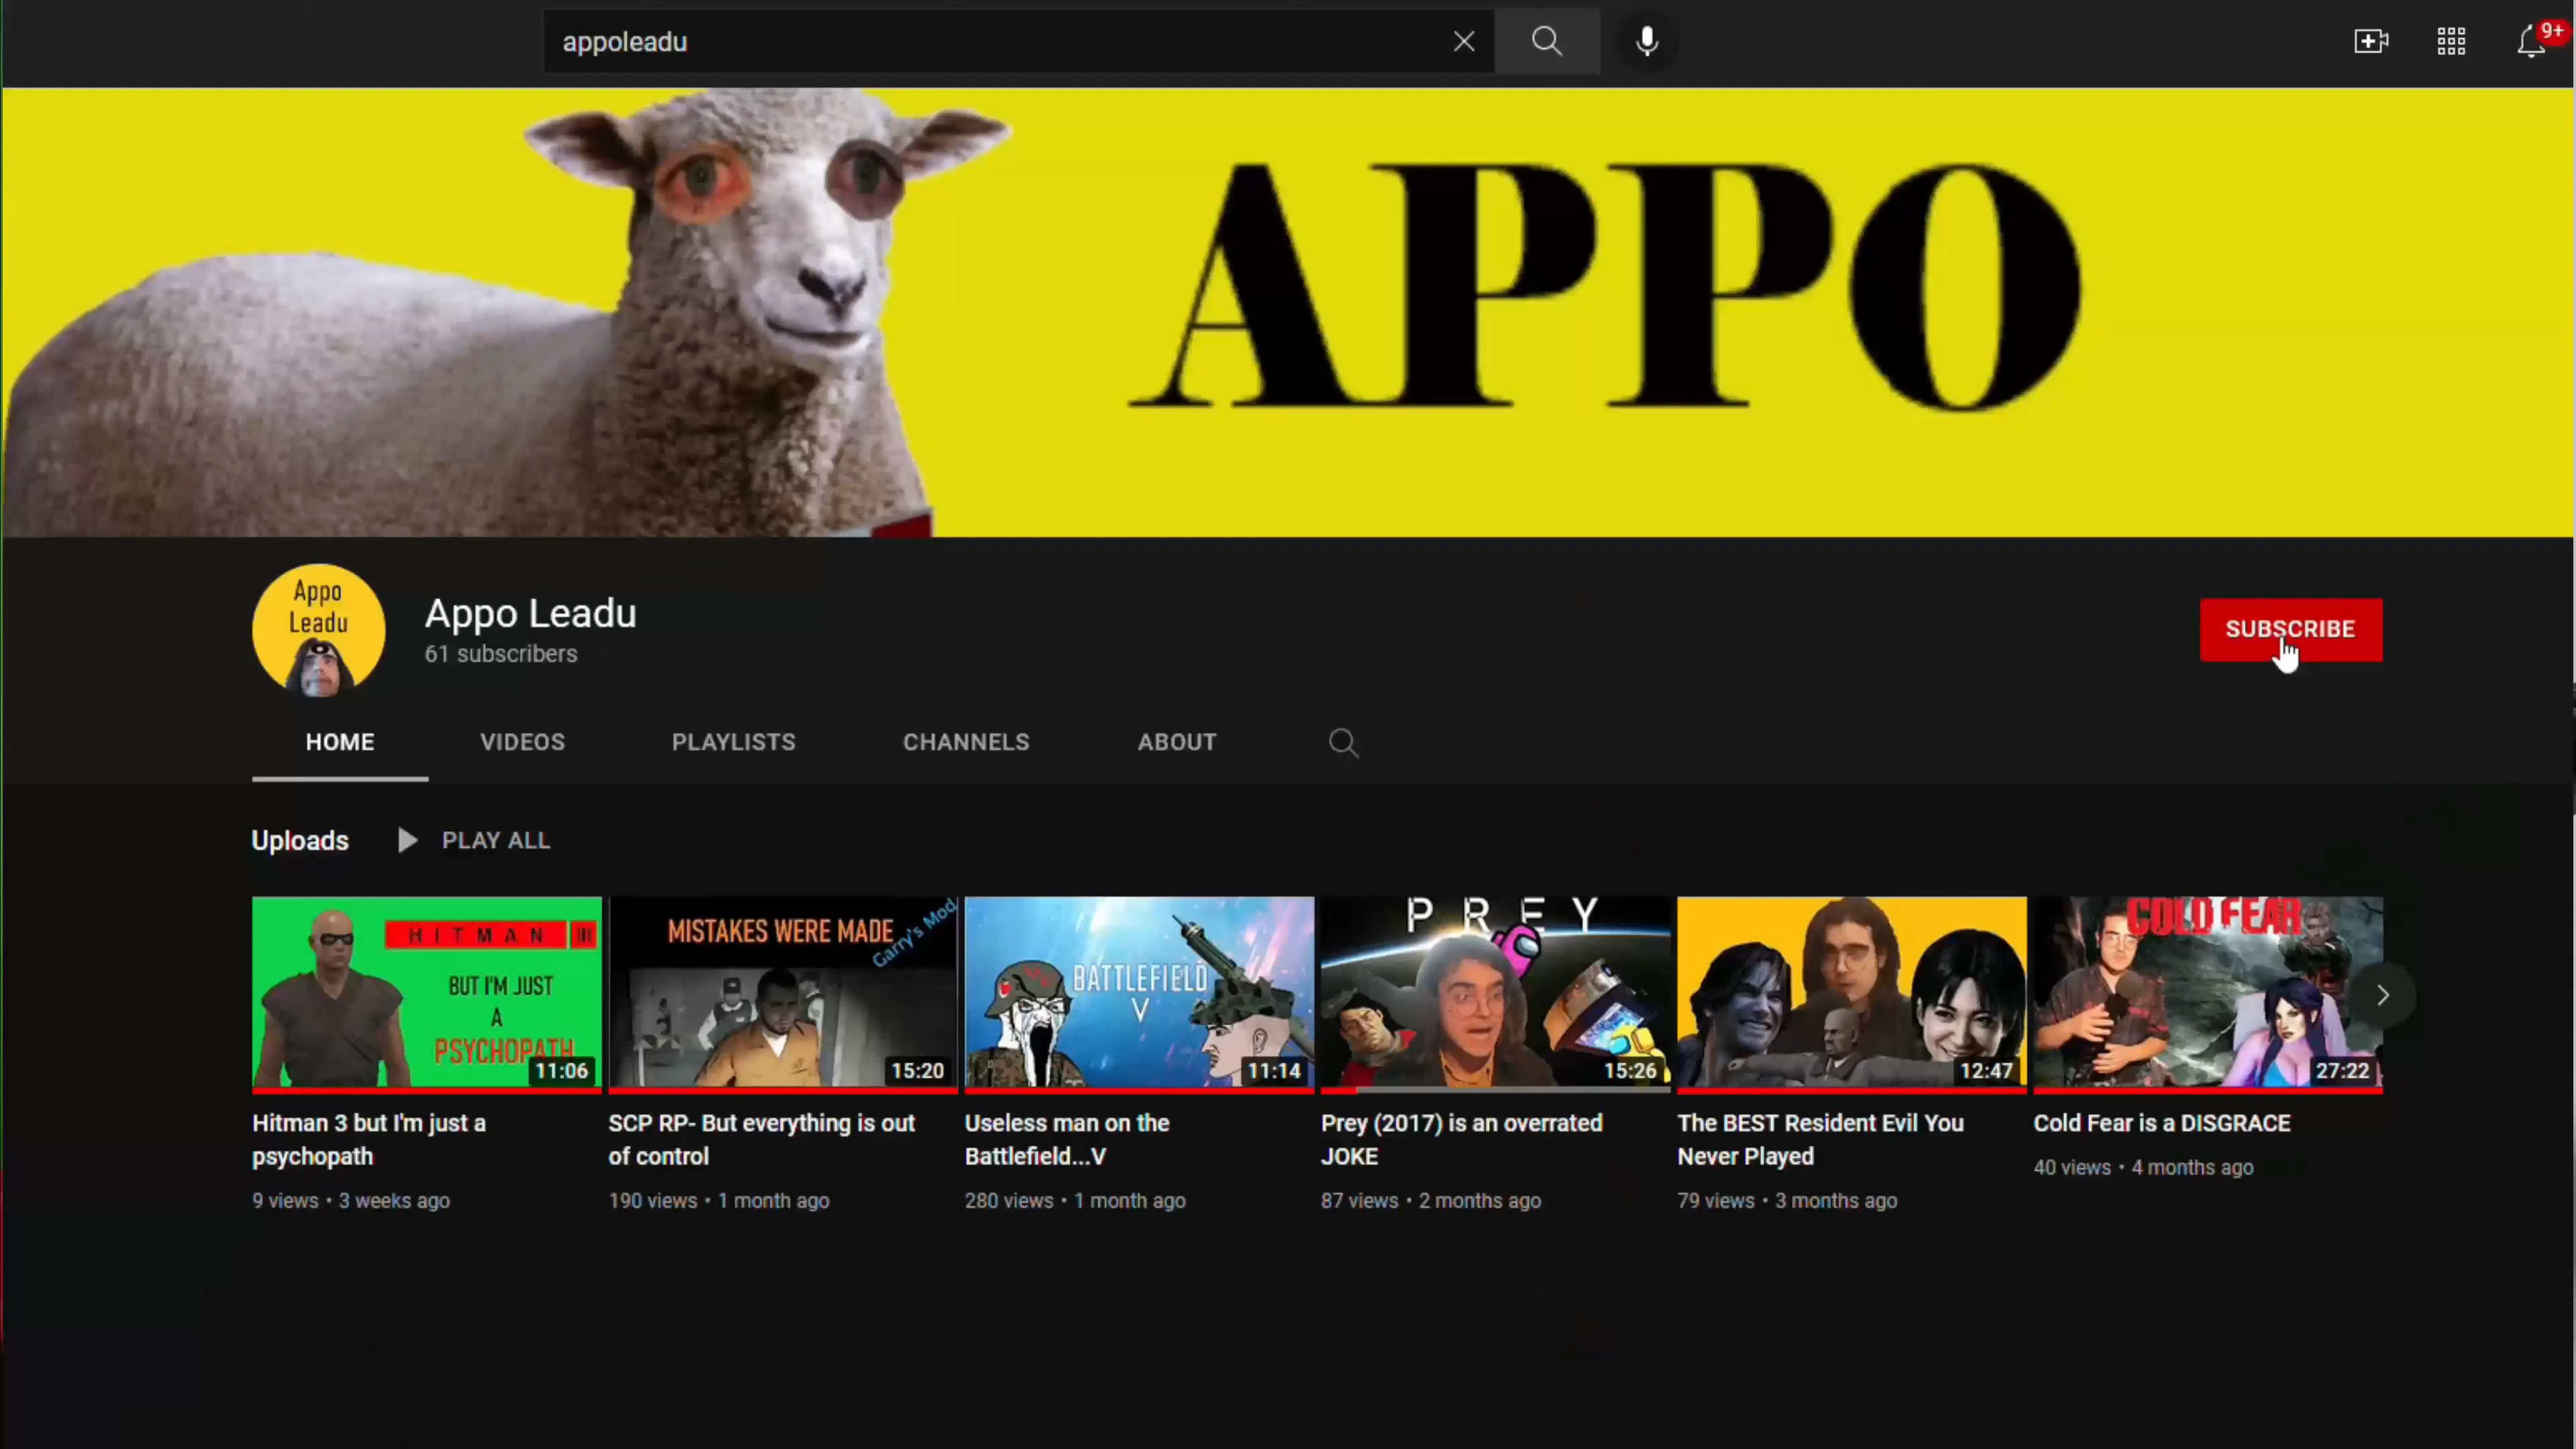 appoleadu
9+
APPO
Appo
Leadu
Appo Leadu
61 subscribers
SUBSCRIBE
HOME
VIDEOS
PLAYLISTS
CHANNELS
ABOUT
Uploads
PLAY ALL
HITMAN III
BUT I'M JUST
A
PSYCHOPATH
11:06
Hitman 3 but I'm just a
psychopath
9 views • 3 weeks ago
MISTAKES WERE MADE
Garry's Mod
15:20
SCP RP- But everything is out
of control
190 views • 1 month ago
BATTLEFIELD
V
11:14
Useless man on the
Battlefield...V
280 views • 1 month ago
PREY
15:26
Prey (2017) is an overrated
JOKE
87 views • 2 months ago
12:47
The BEST Resident Evil You
Never Played
79 views • 3 months ago
COLD FEAR
27:22
Cold Fear is a DISGRACE
40 views • 4 months ago